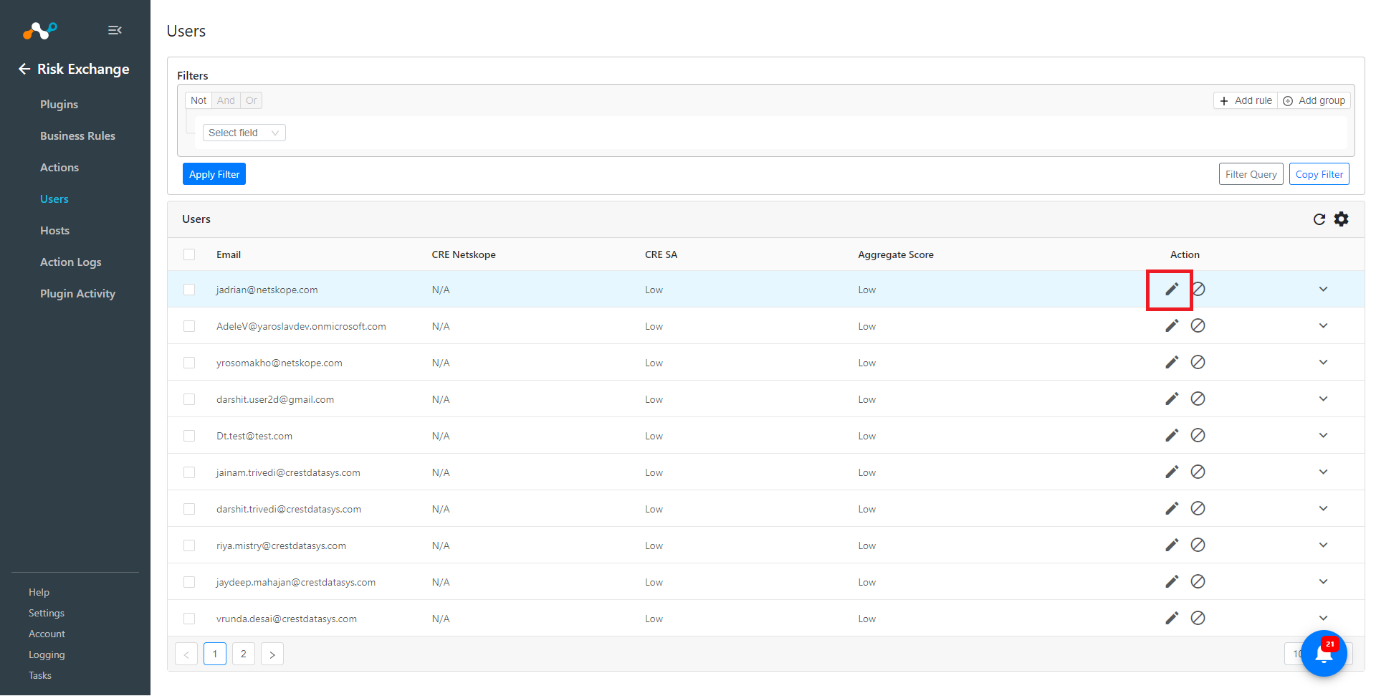 Risk Exchange
Plugins
Business Rules
Actions
Users
Hosts
Action Logs
Plugin Activity
Help
Settings
Account
Logging
Tasks
Users
Filters
Not And Or
Add rule Add group
Select field
Apply Filter
Filter Query Copy Filter
Users
Email CRE Netskope CRE SA Aggregate Score Action
jadrian@netskope.com N/A Low Low
AdeleV@yaroslavdev.onmicrosoft.com N/A Low Low
yrosomakho@netskope.com N/A Low Low
darshit.user2d@gmail.com N/A Low Low
Dt.test@test.com N/A Low Low
jainam.trivedi@crestdatasys.com N/A Low Low
darshit.trivedi@crestdatasys.com N/A Low Low
riya.mistry@crestdatasys.com N/A Low Low
jaydeep.mahajan@crestdatasys.com N/A Low Low
vrunda.desai@crestdatasys.com N/A Low Low
1 2
21